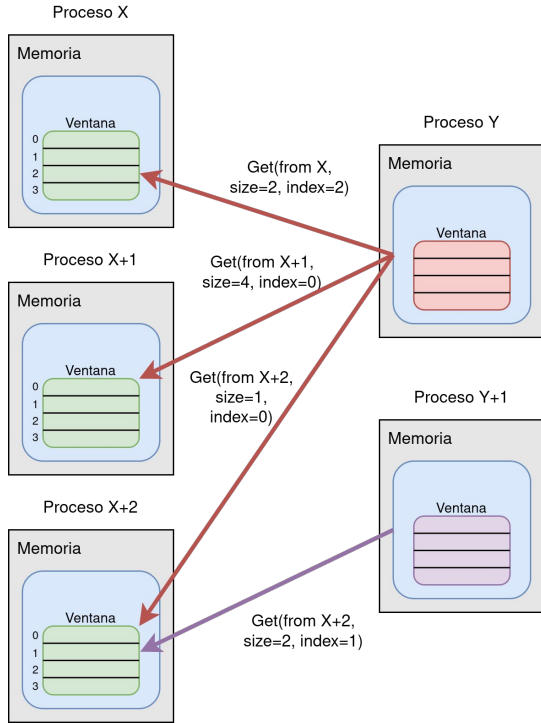 Proceso X
Memoria
Ventana
0
1
2
3
Get(from X,
size=2, index=2)
Proceso Y
Memoria
Ventana
Proceso X+1
Memoria
Ventana
0
1
2
3
Get(from X+1,
size=4, index=0)
Get(from X+2,
size=1,
index=0)
Proceso Y+1
Memoria
Ventana
Proceso X+2
Memoria
Ventana
0
1
2
3
Get(from X+2,
size=2, index=1)